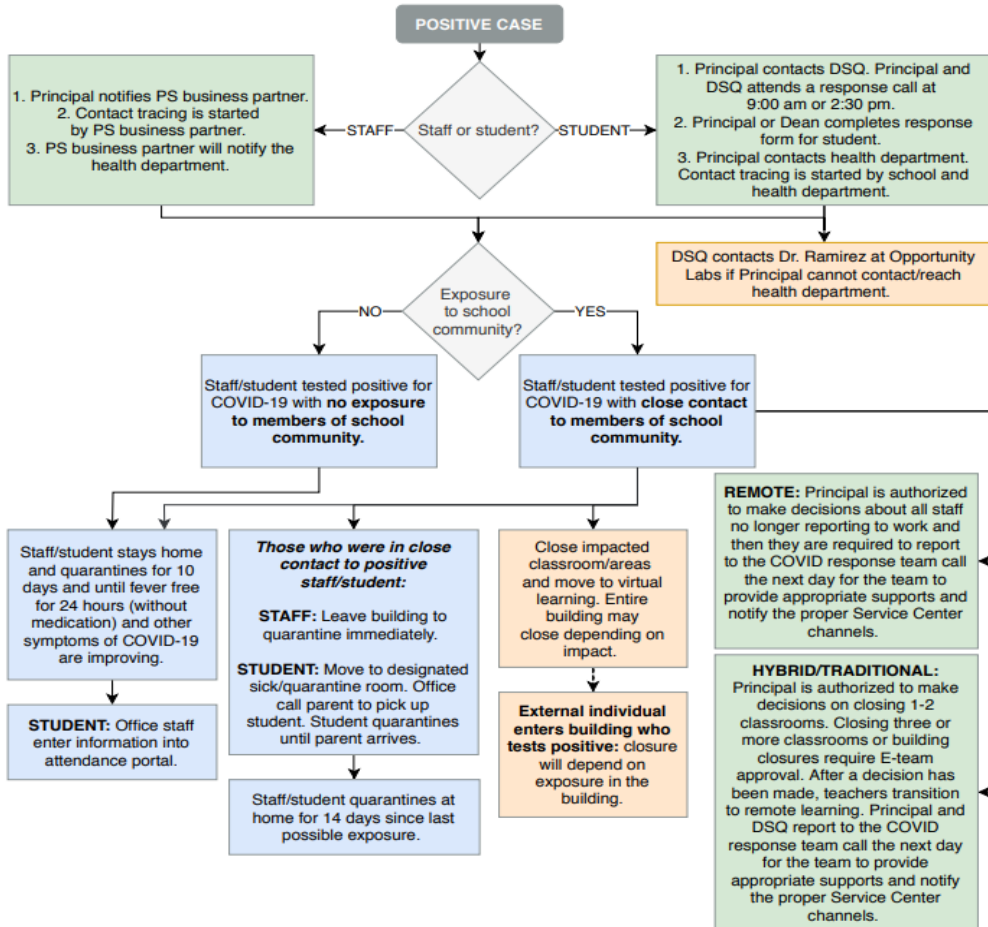 POSITIVE CASE
1. Principal notifies PS business partner.
2. Contact tracing is started
by PS business partner.
3. PS business partner will notify the
health department.
STAFF
Staff or student?
STUDENT
1. Principal contacts DSQ. Principal and
DSQ attends a response call at
9:00 am or 2:30 pm.
2. Principal or Dean completes response
form for student.
3. Principal contacts health department.
Contact tracing is started by school and
health department.
DSQ contacts Dr. Ramirez at Opportunity
Labs if Principal cannot contact/reach
health department.
NO
Exposure
to school
community?
YES
Staff/student tested positive for
COVID-19 with no exposure
to members of school
community.
Staff/student tested positive for
COVID-19 with close contact
to members of school
community.
Staff/student stays home
and quarantines for 10
days and until fever free
for 24 hours (without
medication) and other
symptoms of COVID-19
are improving.
STUDENT: Office staff
enter information into
attendance portal.
Those who were in close
contact to positive
staff/student:
STAFF: Leave building to
quarantine immediately.
STUDENT: Move to designated
sick/quarantine room. Office
call parent to pick up
student. Student quarantines
until parent arrives.
Staff/student quarantines at
home for 14 days since last
possible exposure.
Close impacted
classroom/areas
and move to virtual
learning. Entire
building may
close depending on
impact.
External individual
enters building who
tests positive: closure
will depend on
exposure in the
building.
REMOTE: Principal is authorized
to make decisions about all staff
no longer reporting to work and
then they are required to report
to the COVID response team call
the next day for the team to
provide appropriate supports and
notify the proper Service Center
channels.
HYBRID/TRADITIONAL:
Principal is authorized to make
decisions on closing 1-2
classrooms. Closing three or
more classrooms or building
closures require E-team
approval. After a decision has
been made, teachers transition
to remote learning. Principal and
DSQ report to the COVID
response team call the next day
for the team to provide
appropriate supports and notify
the proper Service Center
channels.